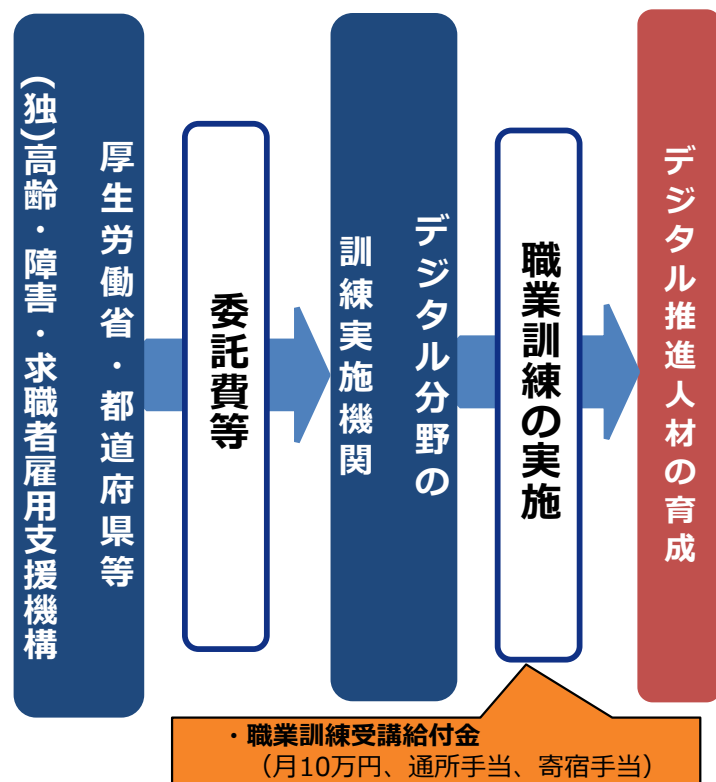 厚生労働省・都道府県等
(独)高齢・障害・求職者雇用支援機構
委託費等
デジタル分野の
訓練実施機関
職業訓練の実施
デジタル推進人材の育成
・職業訓練受講給付金
（月10万円、通所手当、寄宿手当）